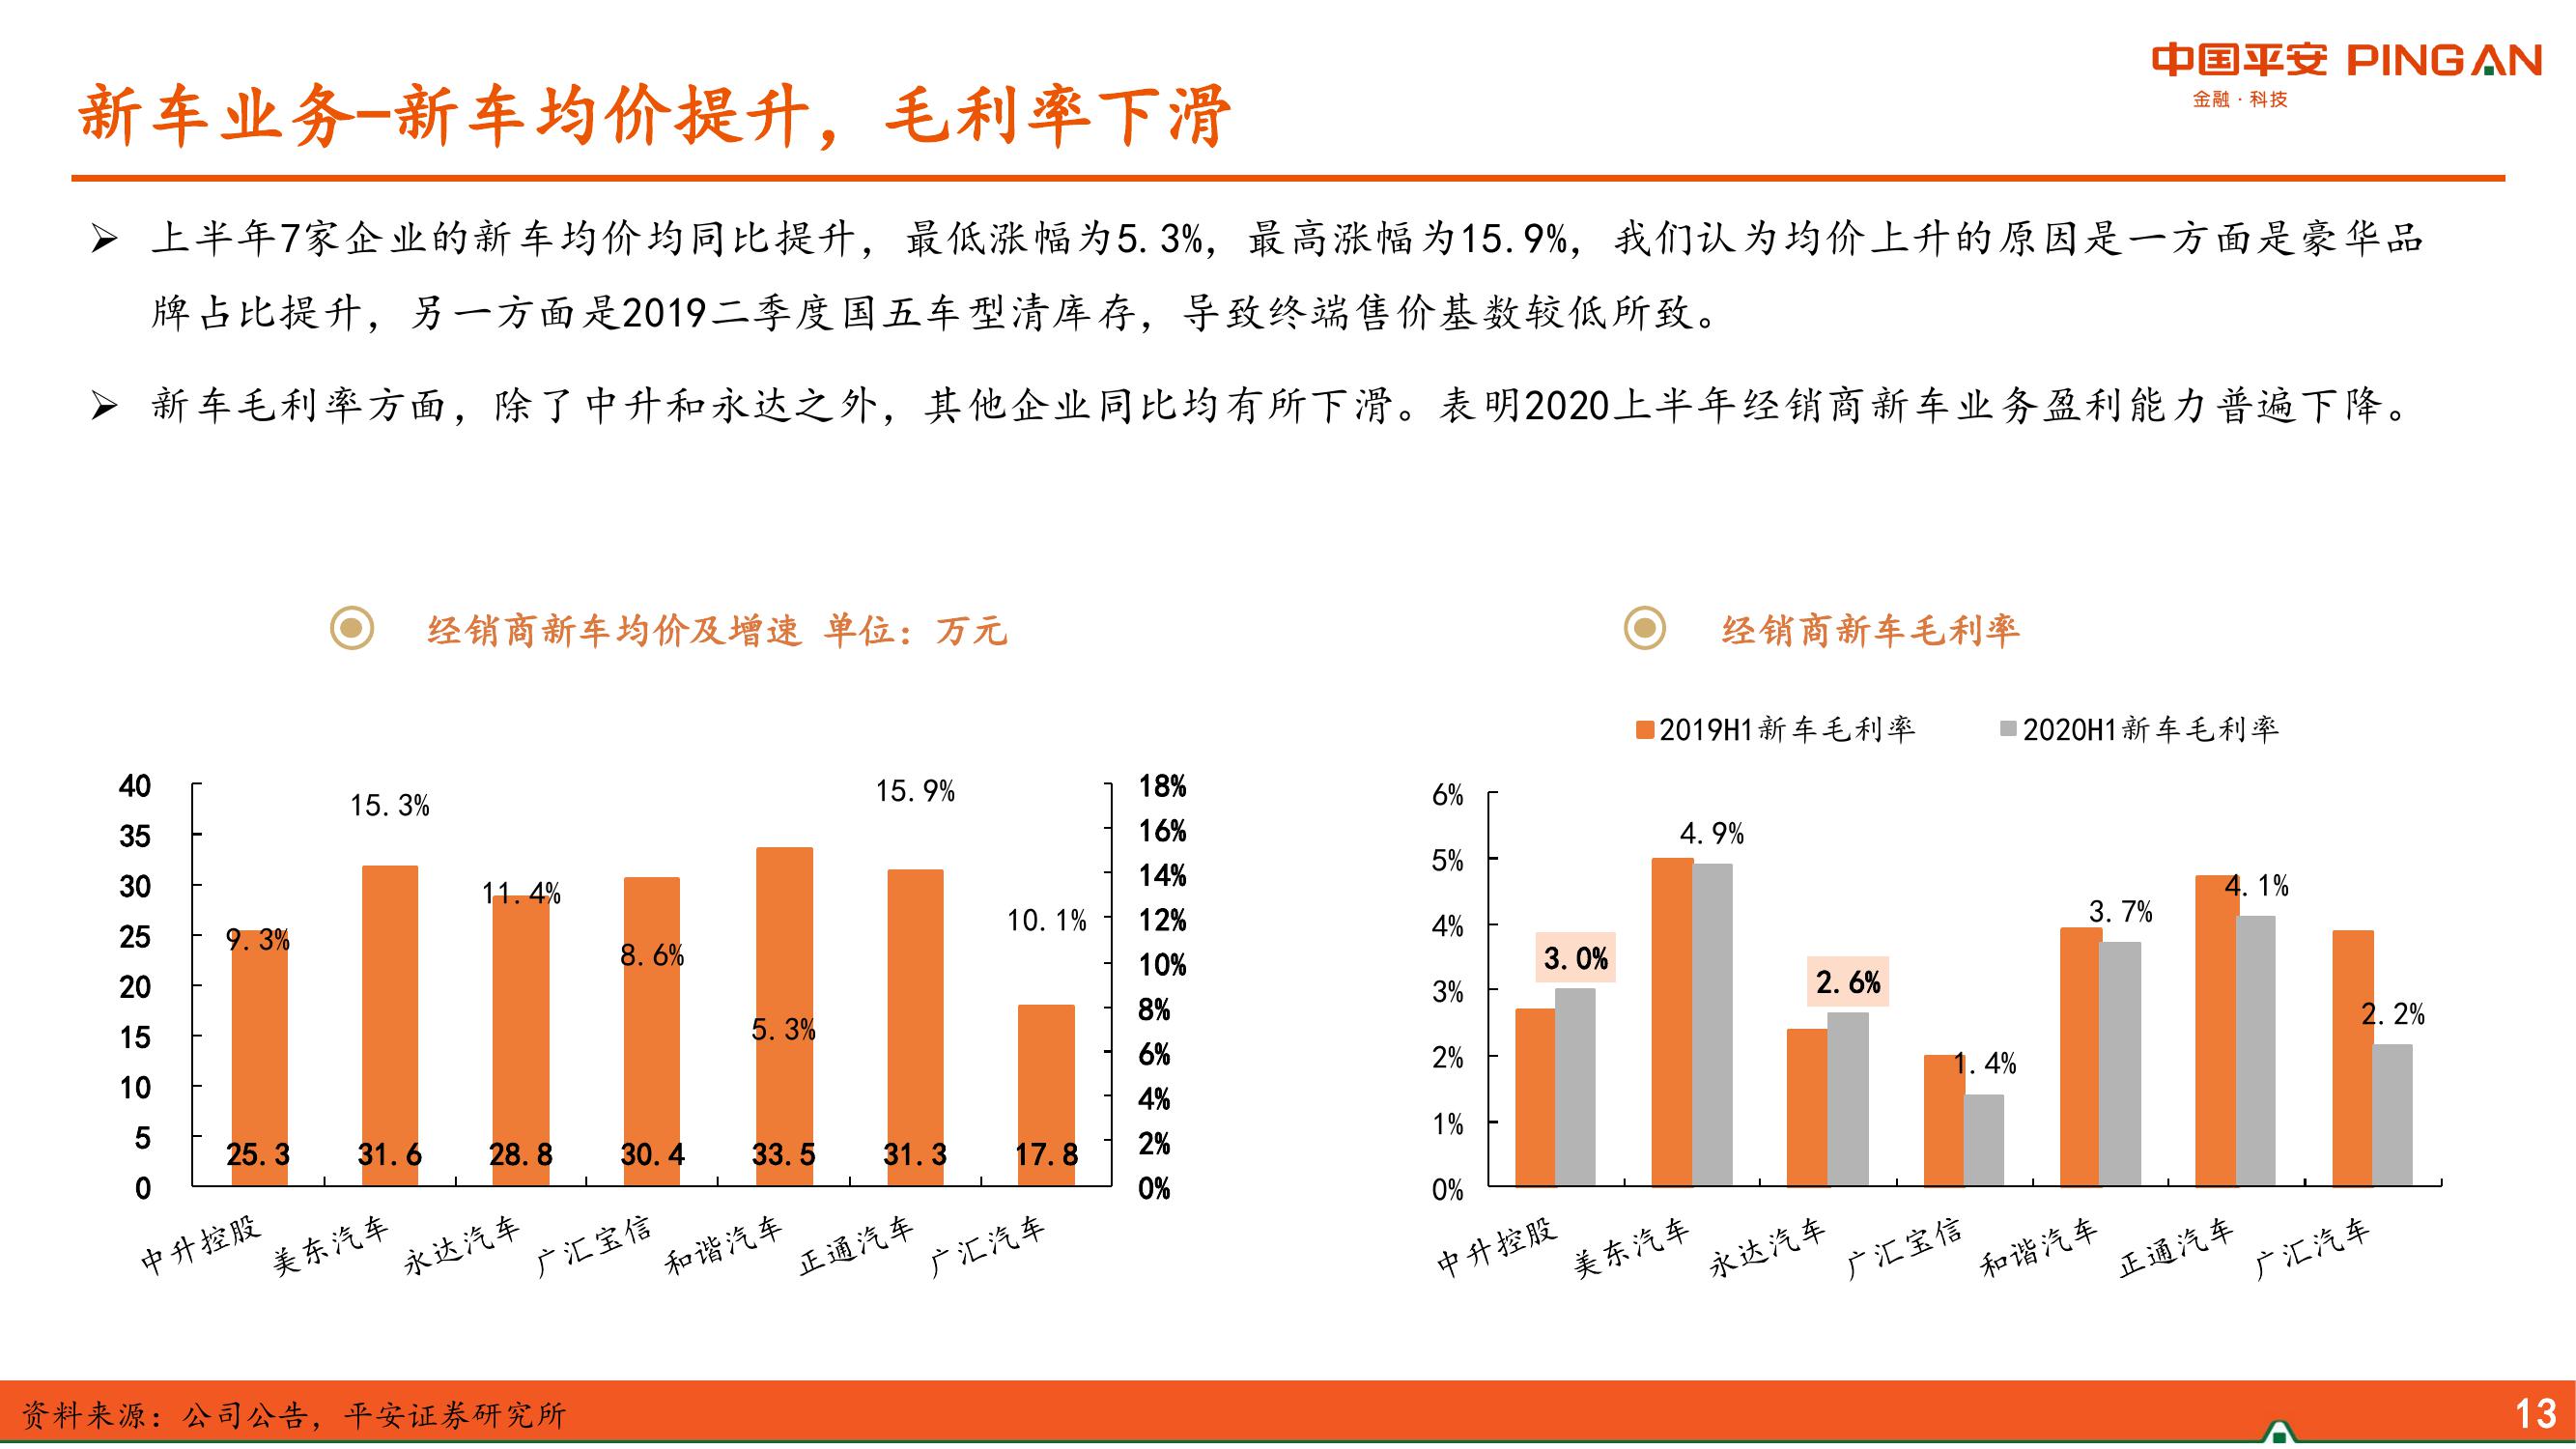 中国平安 PINGAN
金融·科技
新车业务-新车均价提升，毛利率下滑
➢ 上半年7家企业的新车均价均同比提升，最低涨幅为5.3%，最高涨幅为15.9%，我们认为均价上升的原因是一方面是豪华品
牌占比提升，另一方面是2019二季度国五车型清库存，导致终端售价基数较低所致。
➢ 新车毛利率方面，除了中升和永达之外，其他企业同比均有所下滑。表明2020上半年经销商新车业务盈利能力普遍下降。
经销商新车均价及增速 单位：万元
40
35
30
25
20
15
10
5
0
9.3%
15.3%
11.4%
8.6%
5.3%
15.9%
10.1%
25.3
31.6
28.8
30.4
33.5
31.3
17.8
18%
16%
14%
12%
10%
8%
6%
4%
2%
0%
中升控股
美东汽车
永达汽车
广汇宝信
和谐汽车
正通汽车
广汇汽车
经销商新车毛利率
2019H1新车毛利率 2020H1新车毛利率
6%
5%
4%
3%
2%
1%
0%
3.0%
4.9%
2.6%
1.4%
3.7%
4.1%
2.2%
中升控股
美东汽车
永达汽车
广汇宝信
和谐汽车
正通汽车
广汇汽车
资料来源：公司公告，平安证券研究所
13